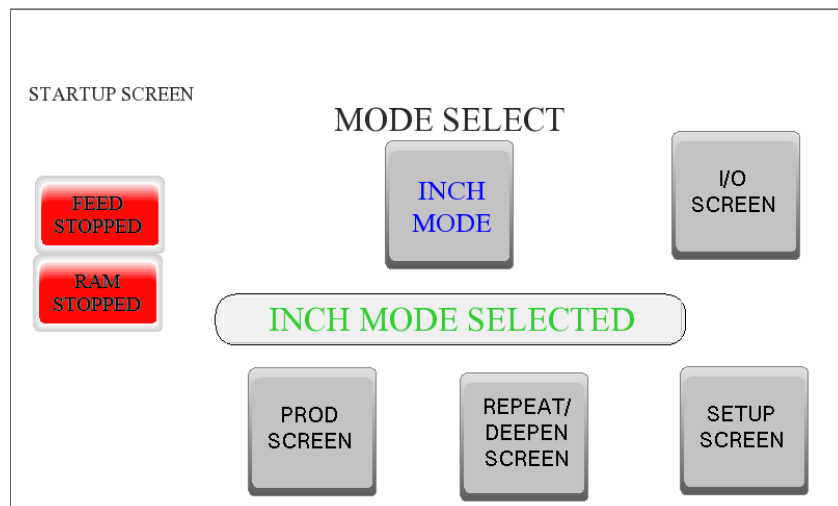 STARTUP SCREEN
MODE SELECT
INCH
MODE
I/O
SCREEN
FEED
STOPPED
RAM
STOPPED
INCH MODE SELECTED
PROD
SCREEN
REPEAT/
DEEPEN
SCREEN
SETUP
SCREEN